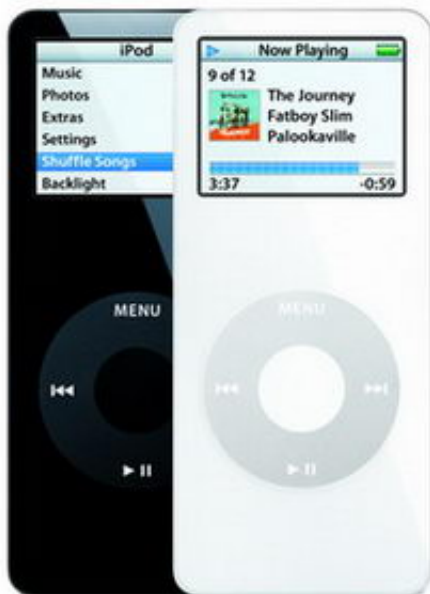 iPod
Music
Photos
Extras
Settings
Shuffle Songs
Backlight
MENU
Now Playing
9 of 12
The Journey
Fatboy Slim
Palookaville
3:37 -0:59
MENU